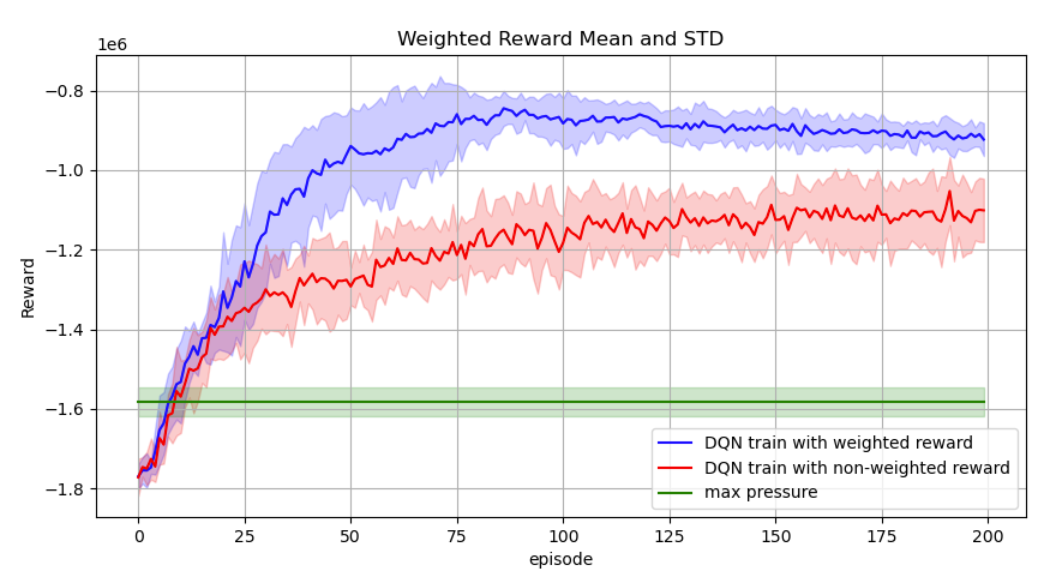 Weighted Reward Mean and STD
1e6
−0.8
−1.0
−1.2
−1.4
−1.6
−1.8
Reward
DQN train with weighted reward
DQN train with non-weighted reward
max pressure
0 25 50 75 100 125 150 175 200
episode